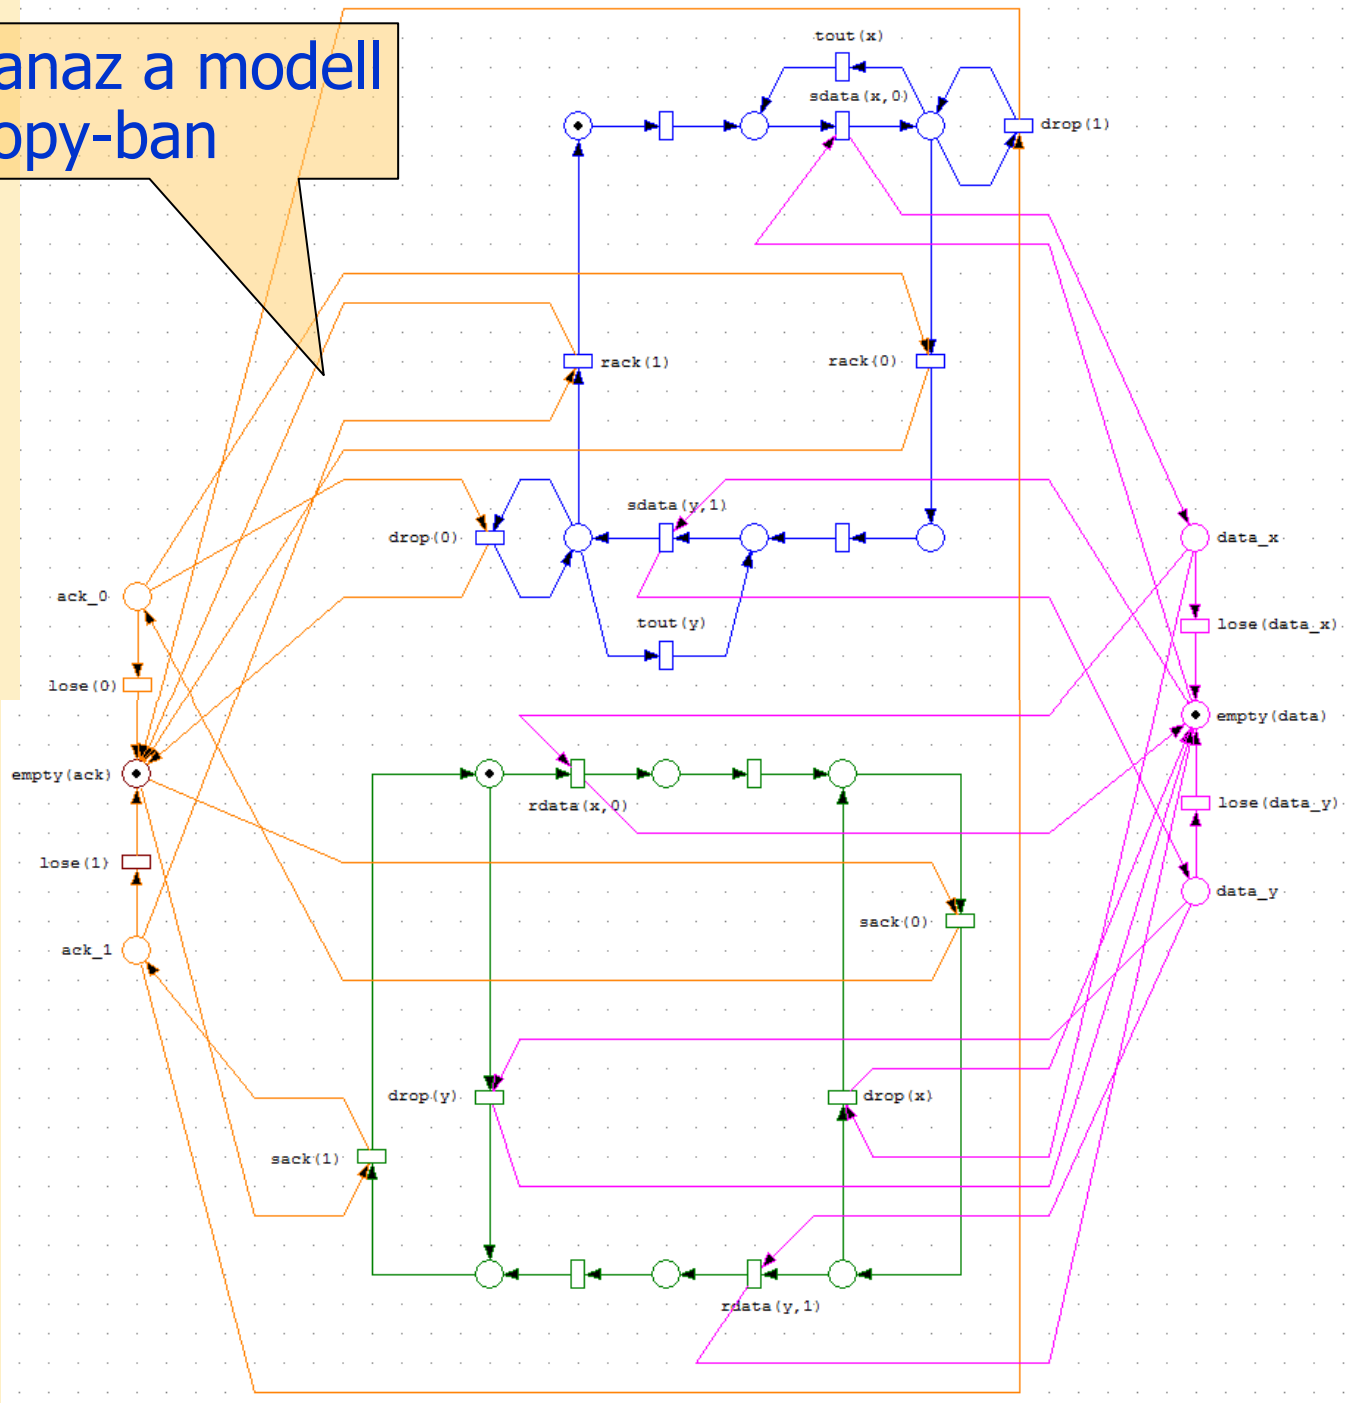 anaz a modell
opy-ban
tout(x)
sdata(x,0)
drop(1)
rack(1)
rack(0)
sdata(y,1)
drop(0)
data_x
ack_0
tout(y)
lose(data_x)
lose(0)
empty(data)
empty(ack)
rdata(x,0)
lose(data_y)
lose(1)
data_y
sack(0)
ack_1
drop(y)
drop(x)
sack(1)
rdata(y,1)